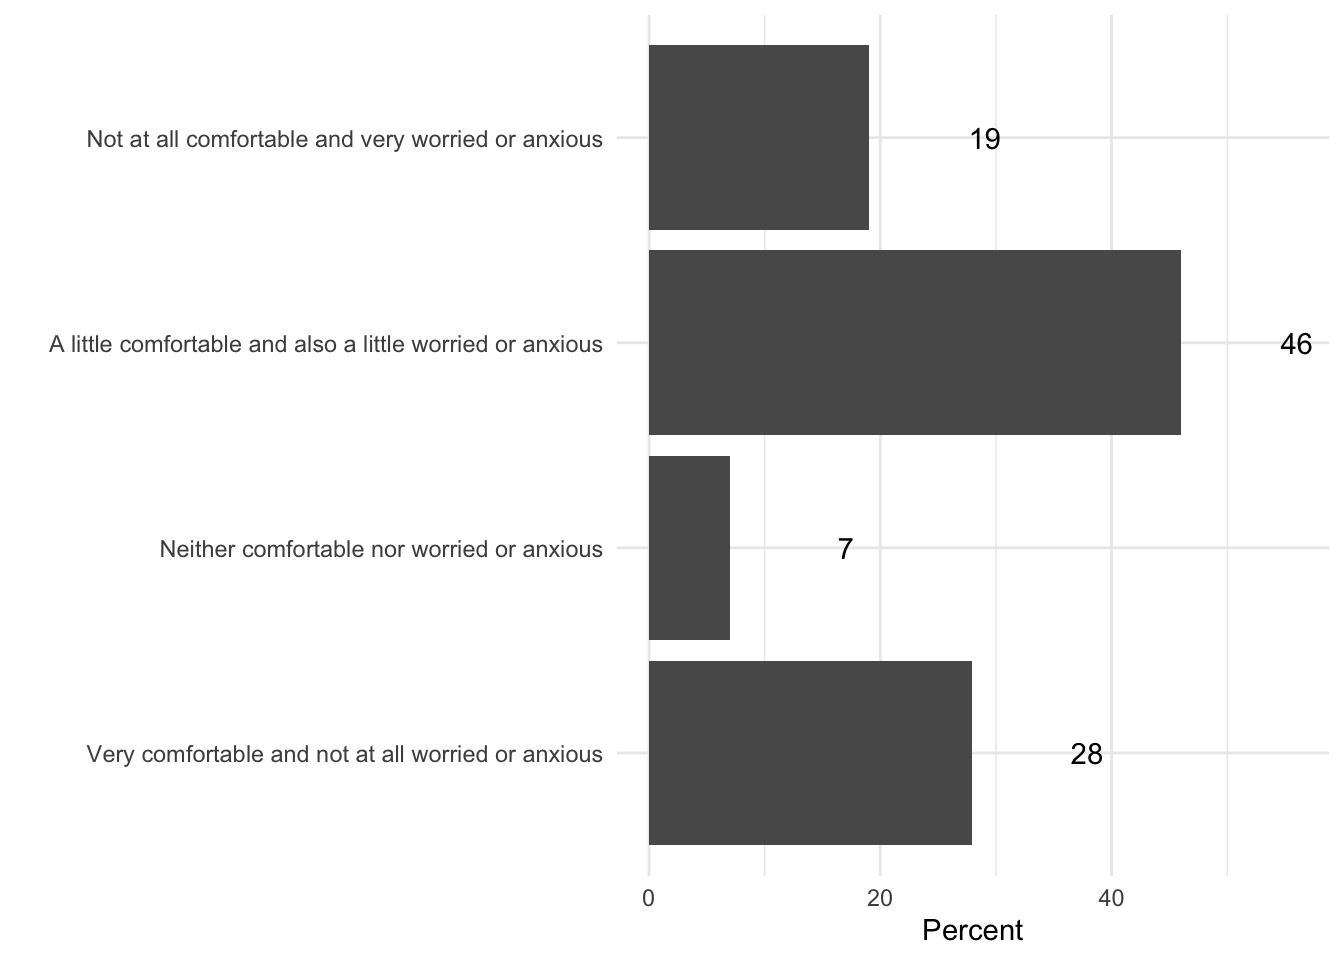 Not at all comfortable and very worried or anxious
19
A little comfortable and also a little worried or anxious
46
Neither comfortable nor worried or anxious
7
Very comfortable and not at all worried or anxious
28
0 20 40
Percent